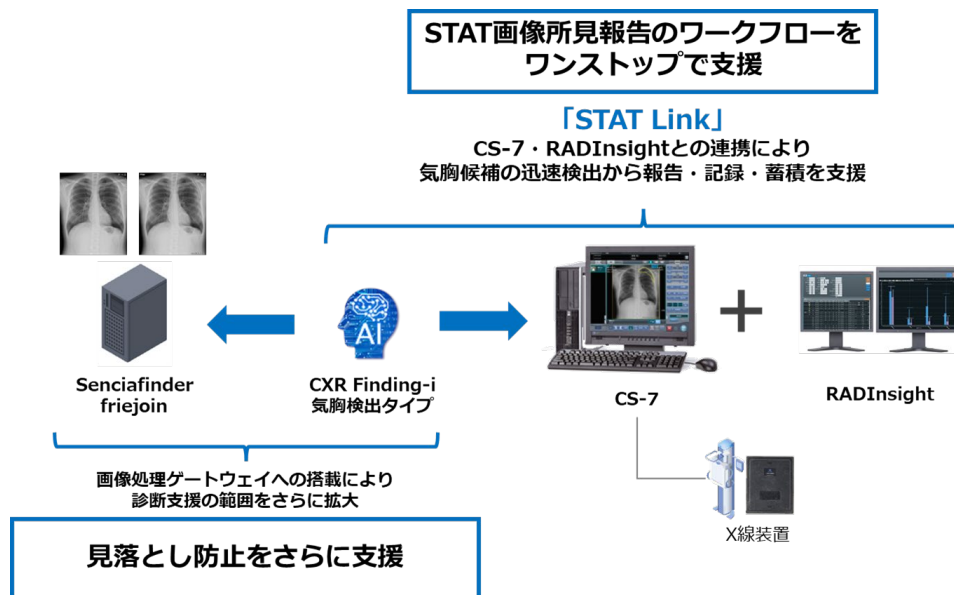 STAT画像所見報告のワークフローを
ワンストップで支援
「STAT Link」
CS-7・RADInsightとの連携により
気胸候補の迅速検出から報告・記録・蓄積を支援
AI
Senciafinder
friejoin
CXR Finding-i
気胸検出タイプ
CS-7
RADInsight
画像処理ゲートウェイへの搭載により
診断支援の範囲をさらに拡大
X線装置
見落とし防止をさらに支援